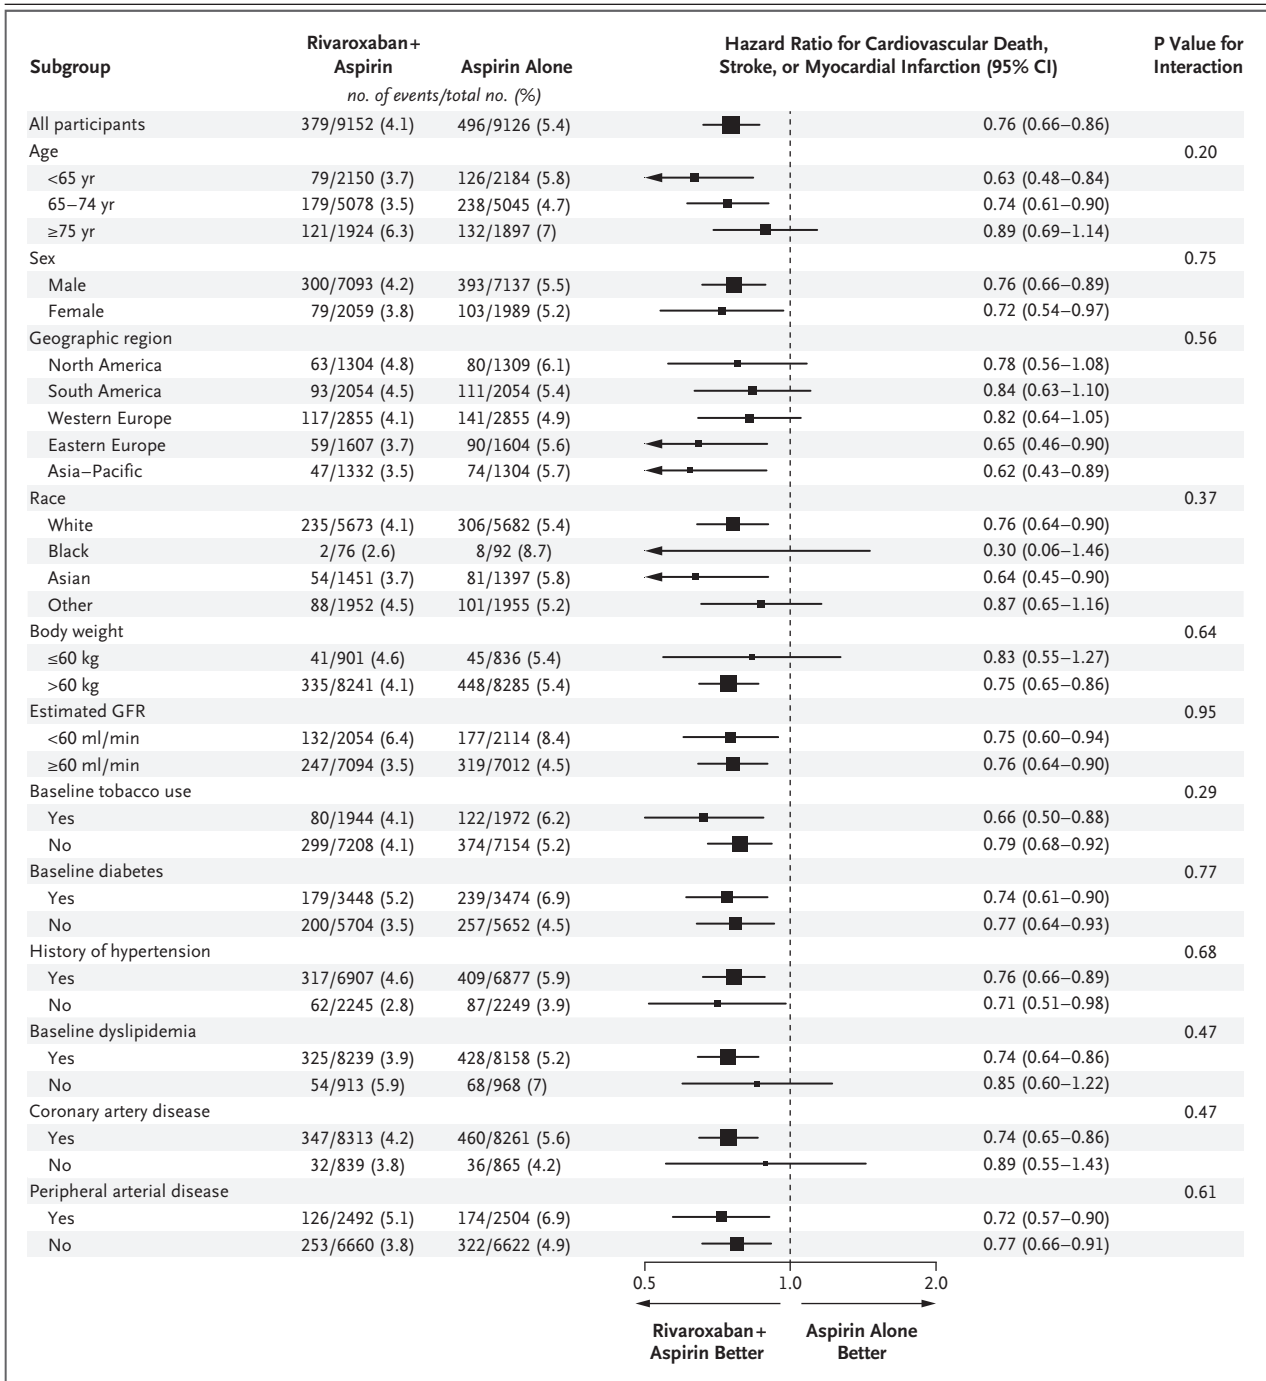 Subgroup Rivaroxaban+ Aspirin Aspirin Alone Hazard Ratio for Cardiovascular Death, Stroke, or Myocardial Infarction (95% CI) P Value for Interaction
no. of events/total no. (%)
All participants 379/9152 (4.1) 496/9126 (5.4) 0.76 (0.66–0.86)
Age 0.20
<65 yr 79/2150 (3.7) 126/2184 (5.8) 0.63 (0.48–0.84)
65–74 yr 179/5078 (3.5) 238/5045 (4.7) 0.74 (0.61–0.90)
≥75 yr 121/1924 (6.3) 132/1897 (7) 0.89 (0.69–1.14)
Sex 0.75
Male 300/7093 (4.2) 393/7137 (5.5) 0.76 (0.66–0.89)
Female 79/2059 (3.8) 103/1989 (5.2) 0.72 (0.54–0.97)
Geographic region 0.56
North America 63/1304 (4.8) 80/1309 (6.1) 0.78 (0.56–1.08)
South America 93/2054 (4.5) 111/2054 (5.4) 0.84 (0.63–1.10)
Western Europe 117/2855 (4.1) 141/2855 (4.9) 0.82 (0.64–1.05)
Eastern Europe 59/1607 (3.7) 90/1604 (5.6) 0.65 (0.46–0.90)
Asia–Pacific 47/1332 (3.5) 74/1304 (5.7) 0.62 (0.43–0.89)
Race 0.37
White 235/5673 (4.1) 306/5682 (5.4) 0.76 (0.64–0.90)
Black 2/76 (2.6) 8/92 (8.7) 0.30 (0.06–1.46)
Asian 54/1451 (3.7) 81/1397 (5.8) 0.64 (0.45–0.90)
Other 88/1952 (4.5) 101/1955 (5.2) 0.87 (0.65–1.16)
Body weight 0.64
≤60 kg 41/901 (4.6) 45/836 (5.4) 0.83 (0.55–1.27)
>60 kg 335/8241 (4.1) 448/8285 (5.4) 0.75 (0.65–0.86)
Estimated GFR 0.95
<60 ml/min 132/2054 (6.4) 177/2114 (8.4) 0.75 (0.60–0.94)
≥60 ml/min 247/7094 (3.5) 319/7012 (4.5) 0.76 (0.64–0.90)
Baseline tobacco use 0.29
Yes 80/1944 (4.1) 122/1972 (6.2) 0.66 (0.50–0.88)
No 299/7208 (4.1) 374/7154 (5.2) 0.79 (0.68–0.92)
Baseline diabetes 0.77
Yes 179/3448 (5.2) 239/3474 (6.9) 0.74 (0.61–0.90)
No 200/5704 (3.5) 257/5652 (4.5) 0.77 (0.64–0.93)
History of hypertension 0.68
Yes 317/6907 (4.6) 409/6877 (5.9) 0.76 (0.66–0.89)
No 62/2245 (2.8) 87/2249 (3.9) 0.71 (0.51–0.98)
Baseline dyslipidemia 0.47
Yes 325/8239 (3.9) 428/8158 (5.2) 0.74 (0.64–0.86)
No 54/913 (5.9) 68/968 (7) 0.85 (0.60–1.22)
Coronary artery disease 0.47
Yes 347/8313 (4.2) 460/8261 (5.6) 0.74 (0.65–0.86)
No 32/839 (3.8) 36/865 (4.2) 0.89 (0.55–1.43)
Peripheral arterial disease 0.61
Yes 126/2492 (5.1) 174/2504 (6.9) 0.72 (0.57–0.90)
No 253/6660 (3.8) 322/6622 (4.9) 0.77 (0.66–0.91)
0.5 1.0 2.0
Rivaroxaban+ Aspirin Alone
Aspirin Better Better